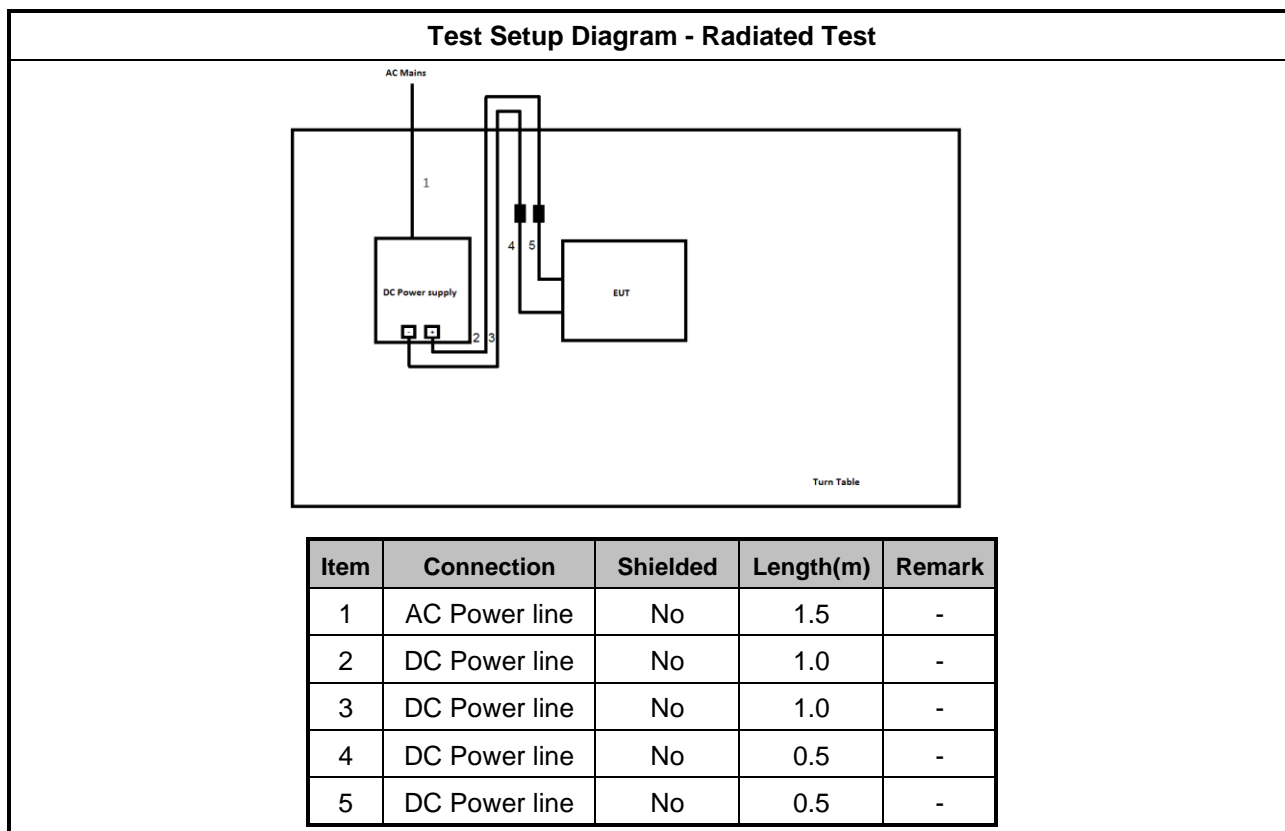 Test Setup Diagram - Radiated Test
AC Mains
1
4 5
DC Power supply
EUT
- +
2 3
Turn Table
Item Connection Shielded Length(m) Remark
1 AC Power line No 1.5 -
2 DC Power line No 1.0 -
3 DC Power line No 1.0 -
4 DC Power line No 0.5 -
5 DC Power line No 0.5 -